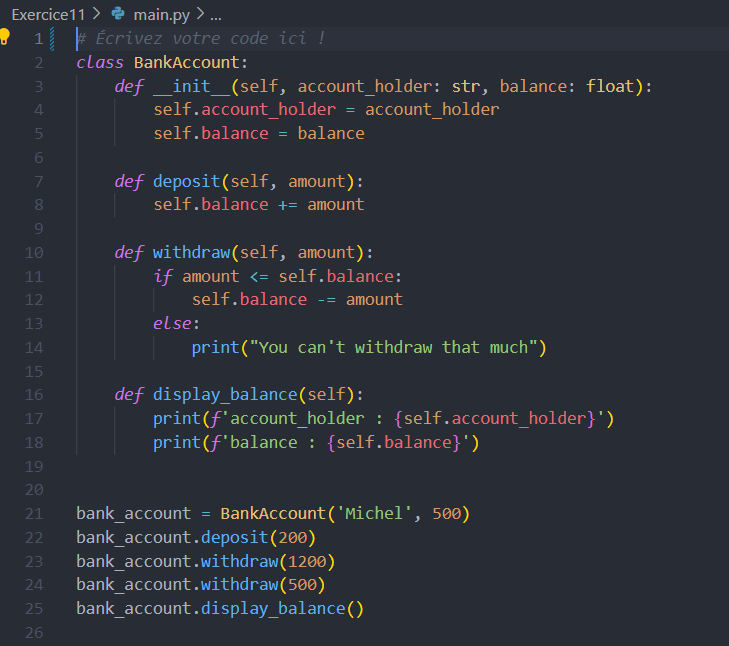 Exercice11 > main.py > ...
1 # Écrivez votre code ici !
2 class BankAccount:
3     def __init__(self, account_holder: str, balance: float):
4         self.account_holder = account_holder
5         self.balance = balance
6
7     def deposit(self, amount):
8         self.balance += amount
9
10     def withdraw(self, amount):
11         if amount <= self.balance:
12             self.balance -= amount
13         else:
14             print("You can't withdraw that much")
15
16     def display_balance(self):
17         print(f'account_holder : {self.account_holder}')
18         print(f'balance : {self.balance}')
19
20
21 bank_account = BankAccount('Michel', 500)
22 bank_account.deposit(200)
23 bank_account.withdraw(1200)
24 bank_account.withdraw(500)
25 bank_account.display_balance()
26